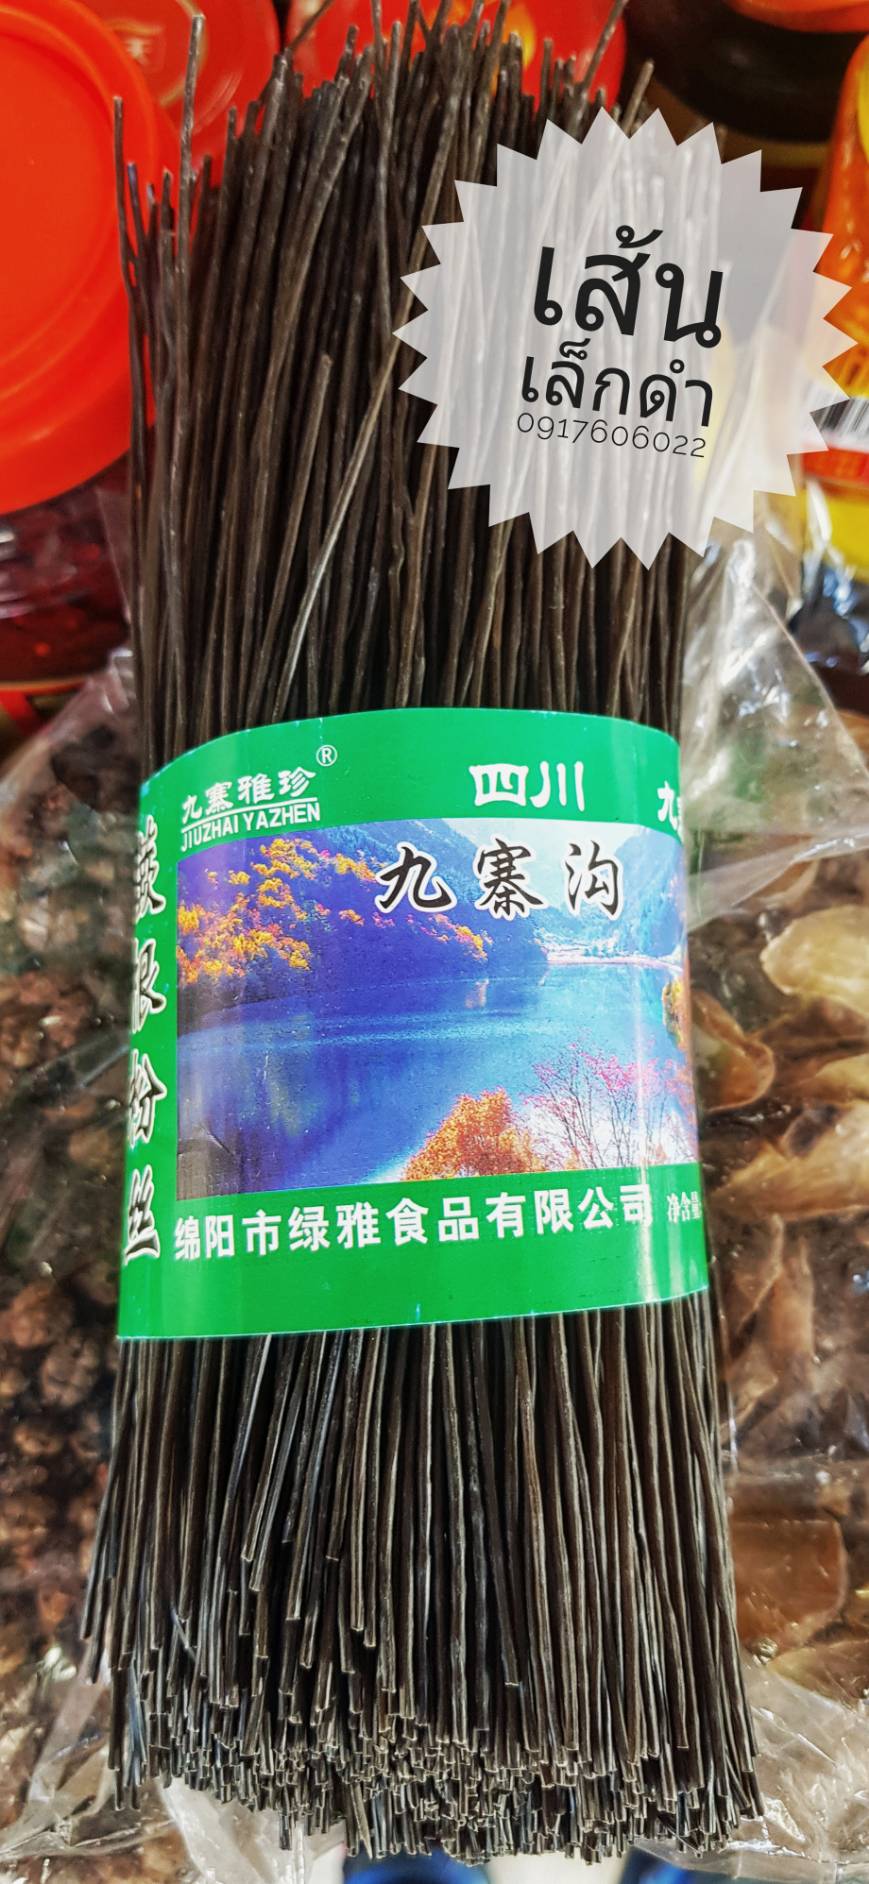 เส้น
เล็กดำ
0917606022
九寨雅珍®
JIUZHAI YAZHEN
四川
九
九寨沟
蕨根粉丝
绵阳市绿雅食品有限公司
净含量